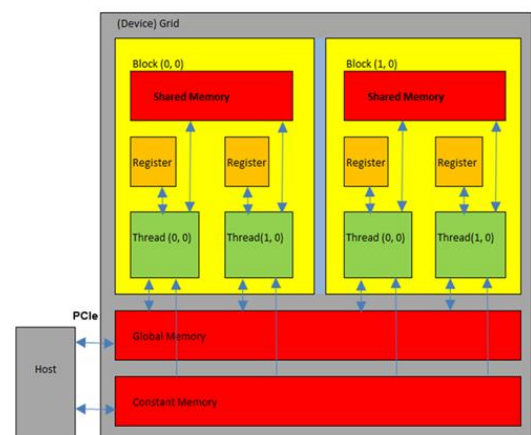 (Device) Grid
Block (0, 0)
Block (1, 0)
Shared Memory
Shared Memory
Register
Register
Register
Register
Thread (0, 0)
Thread(1, 0)
Thread (0, 0)
Thread(1, 0)
PCIe
Global Memory
Host
Constant Memory